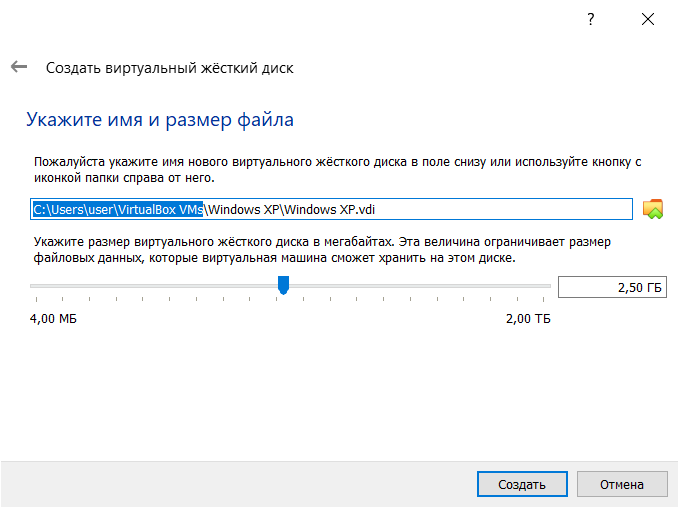 ?
Создать виртуальный жёсткий диск
Укажите имя и размер файла
Пожалуйста укажите имя нового виртуального жёсткого диска в поле снизу или используйте кнопку с
иконкой папки справа от него.
C:\Users\user\VirtualBox VMs\Windows XP\Windows XP.vdi
Укажите размер виртуального жёсткого диска в мегабайтах. Эта величина ограничивает размер
файловых данных, которые виртуальная машина сможет хранить на этом диске.
2,50 ГБ
4,00 МБ 2,00 ТБ
Создать Отмена